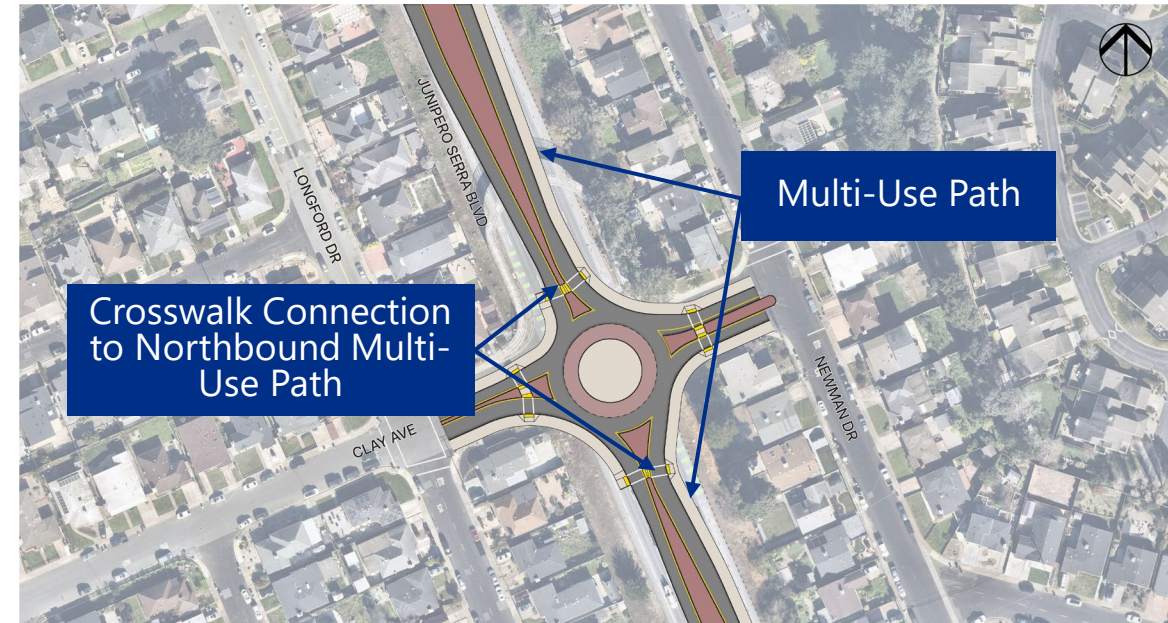 JUNIPERO SERRA BLVD
LONGFORD DR
Multi-Use Path
Crosswalk Connection
to Northbound Multi-
Use Path
NEWMAN DR
CLAY AVE